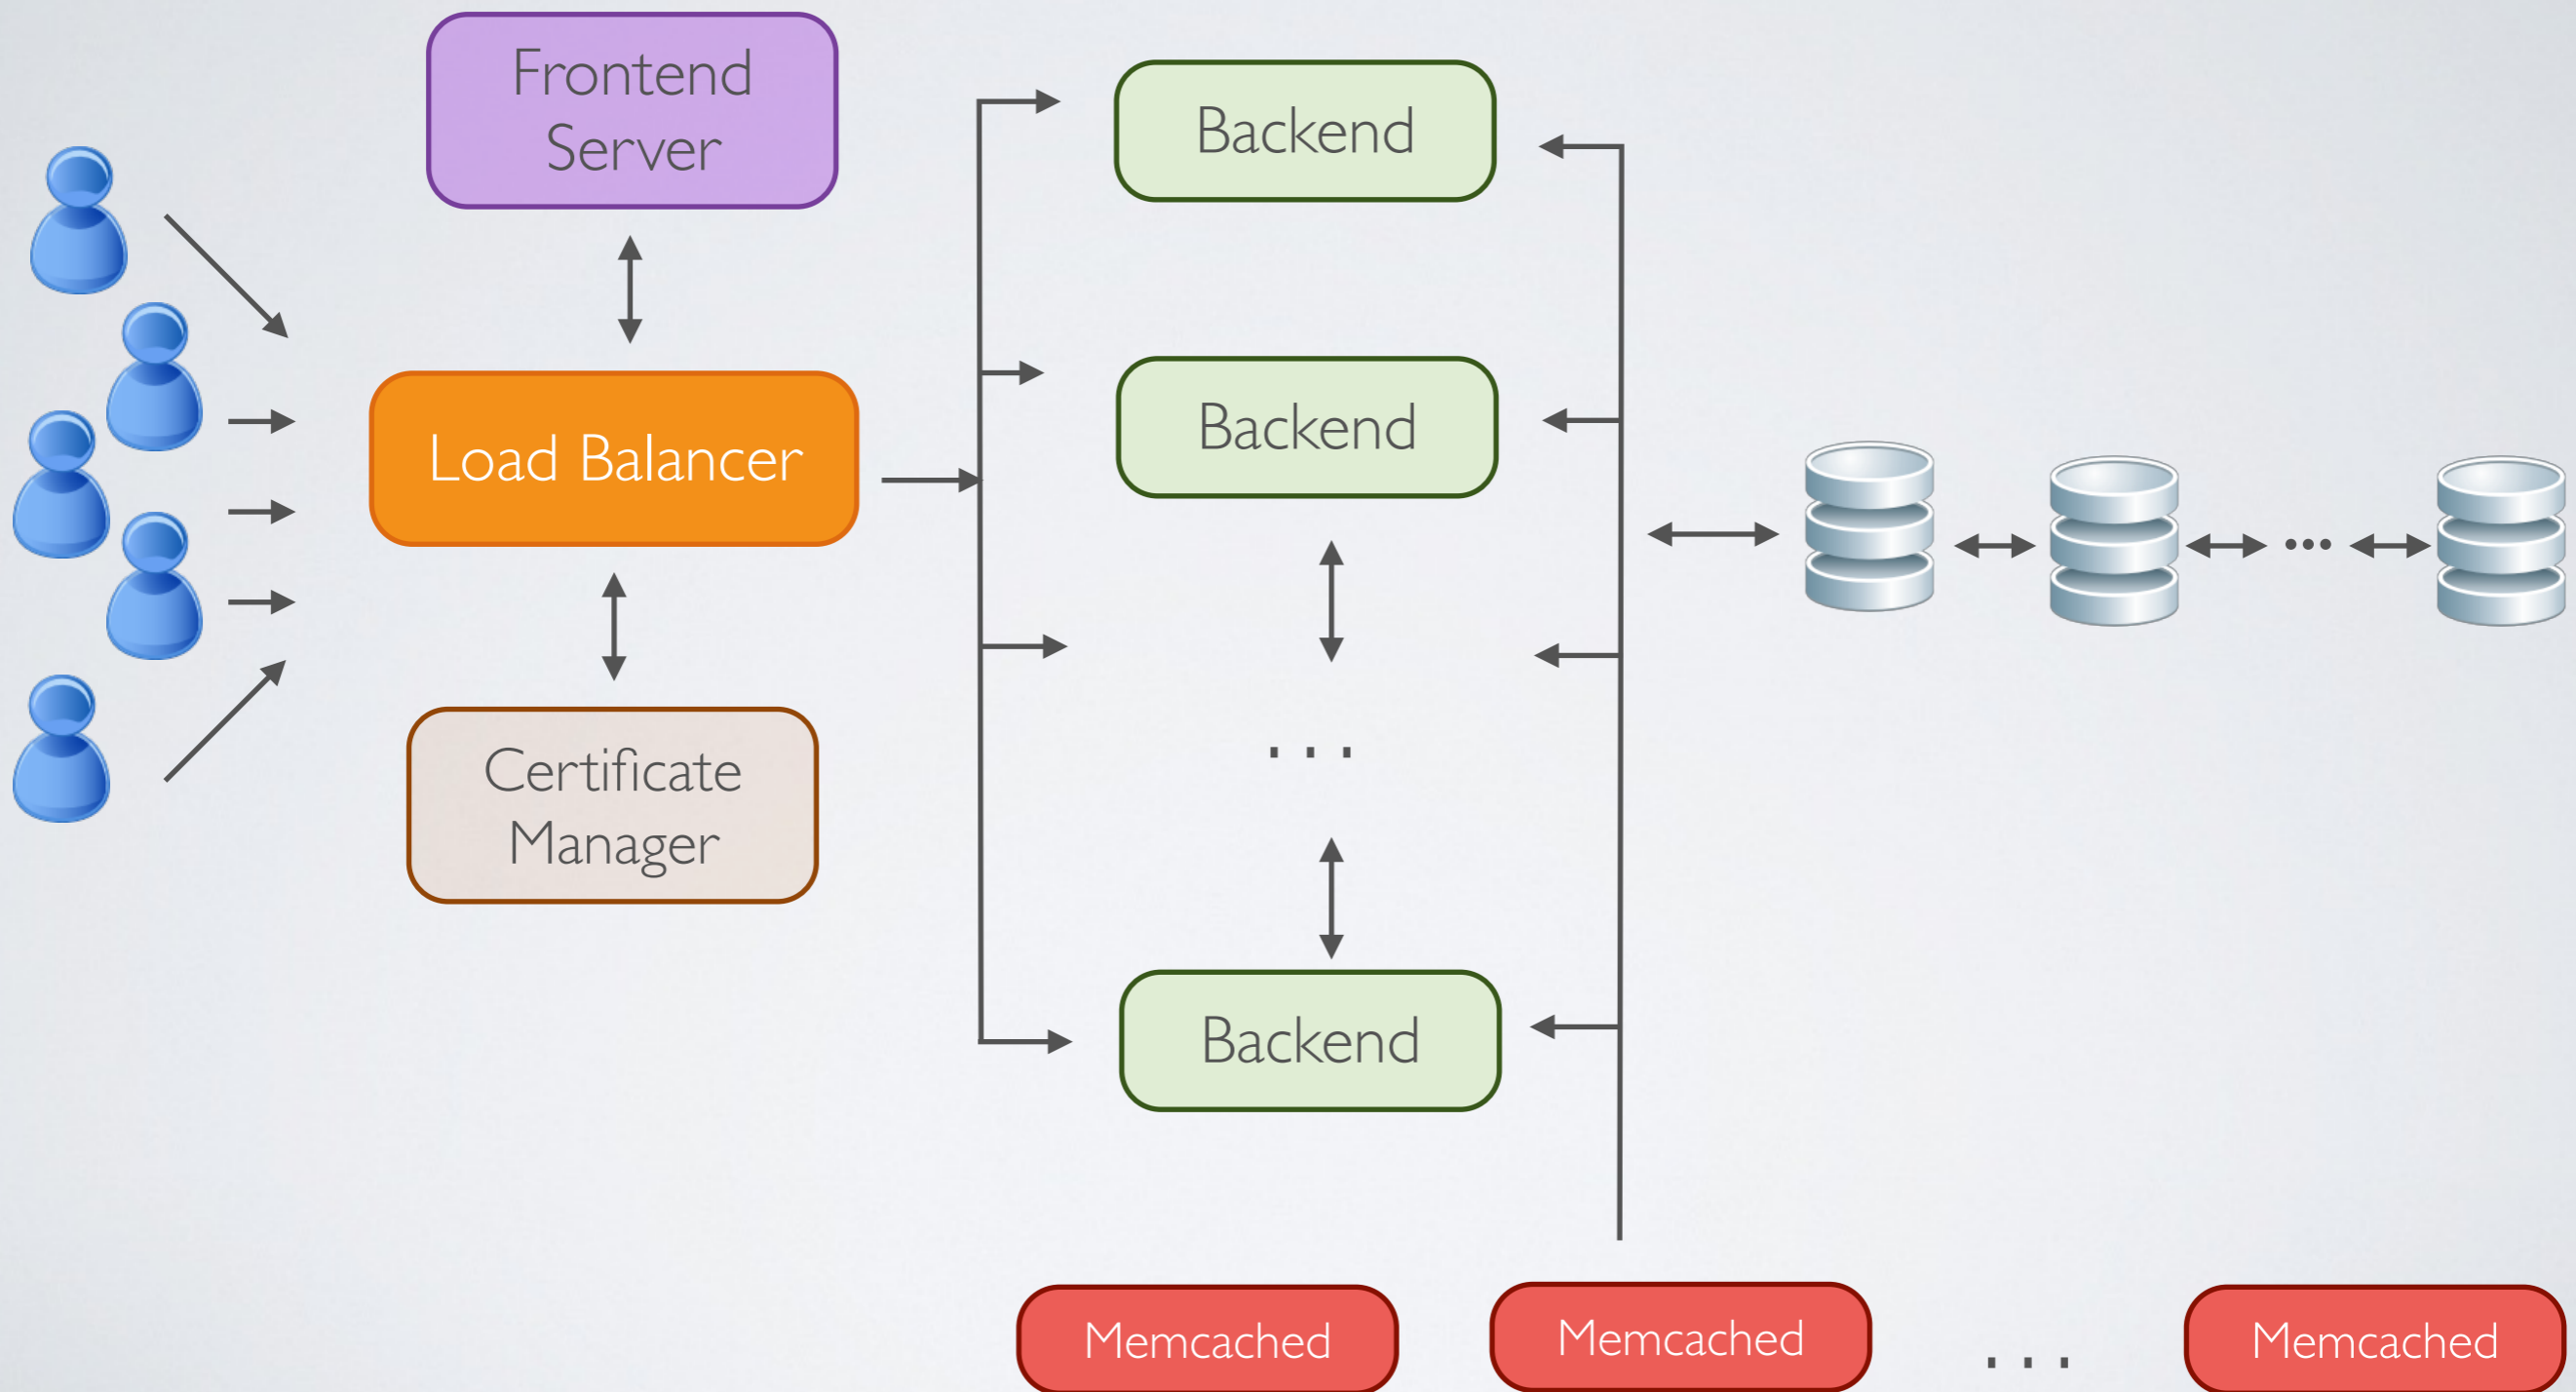 Frontend
Server
Backend
Backend
Load Balancer
...
Certificate
Manager
...
Backend
Memcached
Memcached
...
Memcached